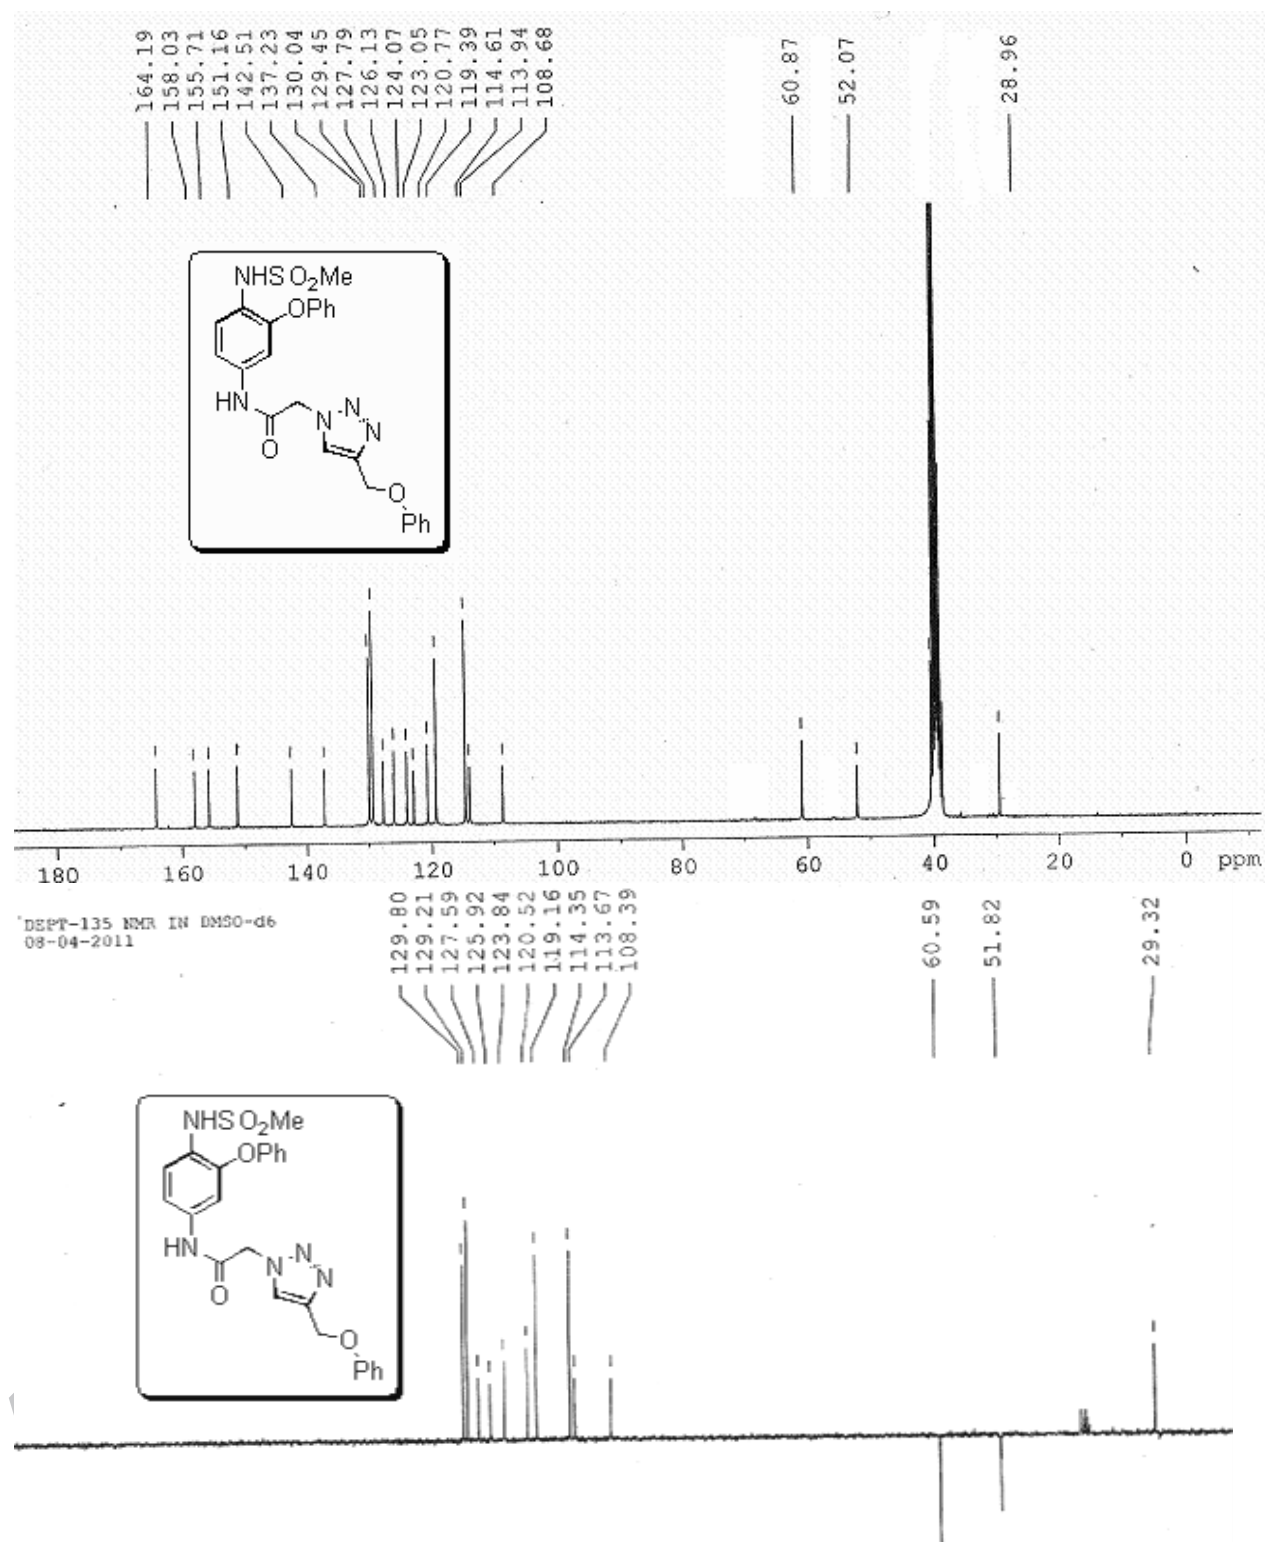 164.19
158.03
155.71
151.16
142.51
137.23
130.04
129.45
127.79
126.13
124.07
123.05
120.77
119.39
114.61
113.94
108.68
60.87
52.07
28.96
NHSO2Me
OPh
HN
O
N
N
N
O
Ph
180 160 140 120 100 80 60 40 20 0 ppm
DEPT-135 NMR IN DMSO-d6
08-04-2011
129.80
129.21
127.59
125.92
123.84
120.52
119.16
114.35
113.67
108.39
60.59
51.82
29.32
NHSO2Me
OPh
HN
O
N
N
N
O
Ph